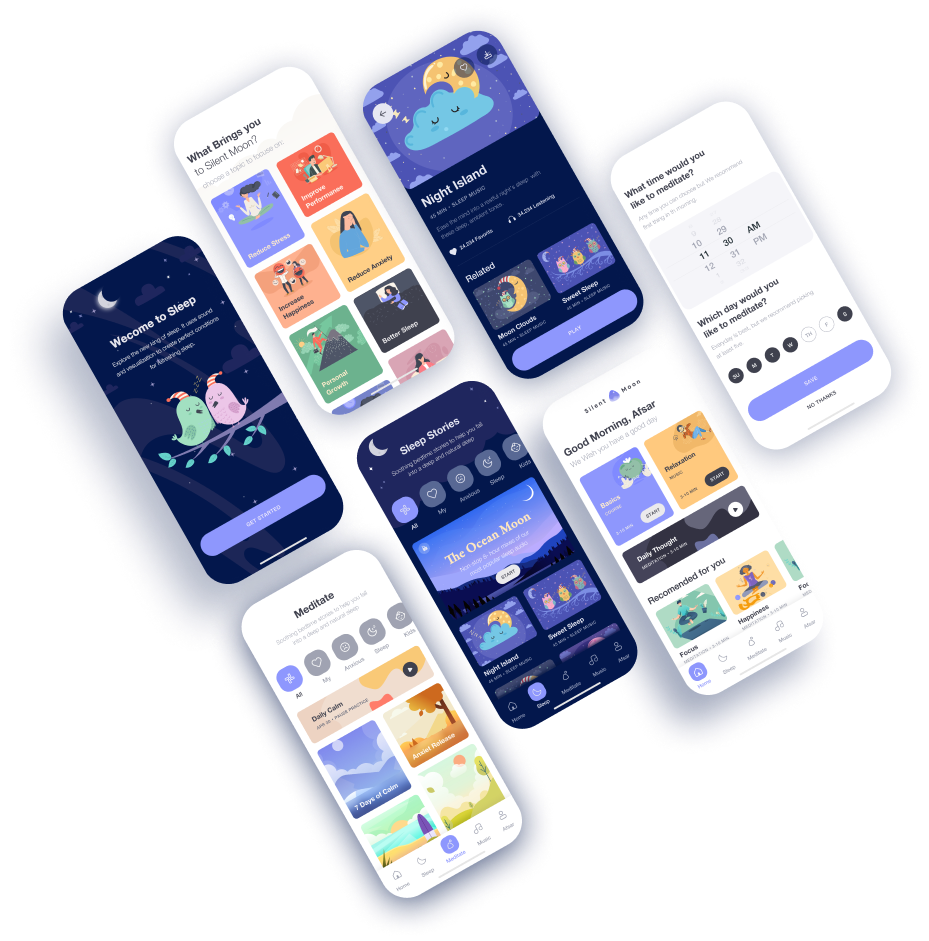 What Brings you
to Silent Moon?
choose a topic to focuse on:
Reduce Stress
Improve
Performanee
Increase
Happiness
Reduce Anxiety
Personal
Growth
Better Sleep
Night Island
45 MIN • SLEEP MUSIC
Ease the mind into a restful night's sleep with
these deep, ambient tones.
24,234 Favorits
34,234 Lestening
Related
Moon Clouds
45 MIN • SLEEP MUSIC
Sweet Sleep
45 MIN • SLEEP MUSIC
PLAY
What time would you
like to meditate?
Any time you can choose but We recommend
first thing in th morning.
9 28
10 29
11 30 AM
12 31 PM
1
Which day would you
like to meditate?
Everyday is best, but we recommend picking
at least five.
SU M T W TH F S
SAVE
NO THANKS
Wecome to Sleep
Explore the new king of sleep. It uses sound
and vesualization to create perfect conditions
for refreshing sleep.
GET STARTED
Sleep Stories
Soothing bedtime stories to help you fall
into a deep and natural sleep
All
My
Anxious
Sleep
Kids
The Ocean Moon
Non-stop 8- hour mixes of our
most popular sleep audio
START
Night Island
45 MIN • SLEEP MUSIC
Sweet Sleep
45 MIN • SLEEP MUSIC
Home
Sleep
Meditate
Music
Afsar
Silent Moon
Good Morning, Afsar
We Wish you have a good day
Basics
COURSE
3-10 MIN
START
Relaxation
MUSIC
3-10 MIN
START
Daily Thought
MEDITATION • 3-10 MIN
Recomended for you
Focus
MEDITATION • 3-10 MIN
Happiness
MEDITATION • 3-10 MIN
Foc
Home
Sleep
Meditate
Music
Afsar
Meditate
Soothing bedtime stories to help you fall
into a deep and natural sleep
All
My
Anxious
Sleep
Kids
Daily Calm
APR 30 • PAUSE PRACTICE
7 Days of Calm
Anxiet Release
Home
Sleep
Meditate
Music
Afsar